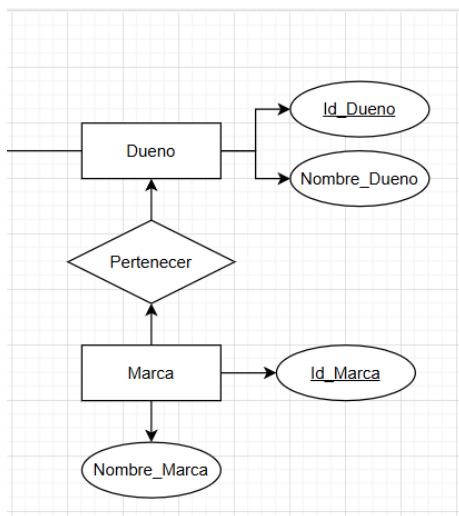 Id_Dueno
Dueno
Nombre_Dueno
Pertenecer
Marca
Id_Marca
Nombre_Marca